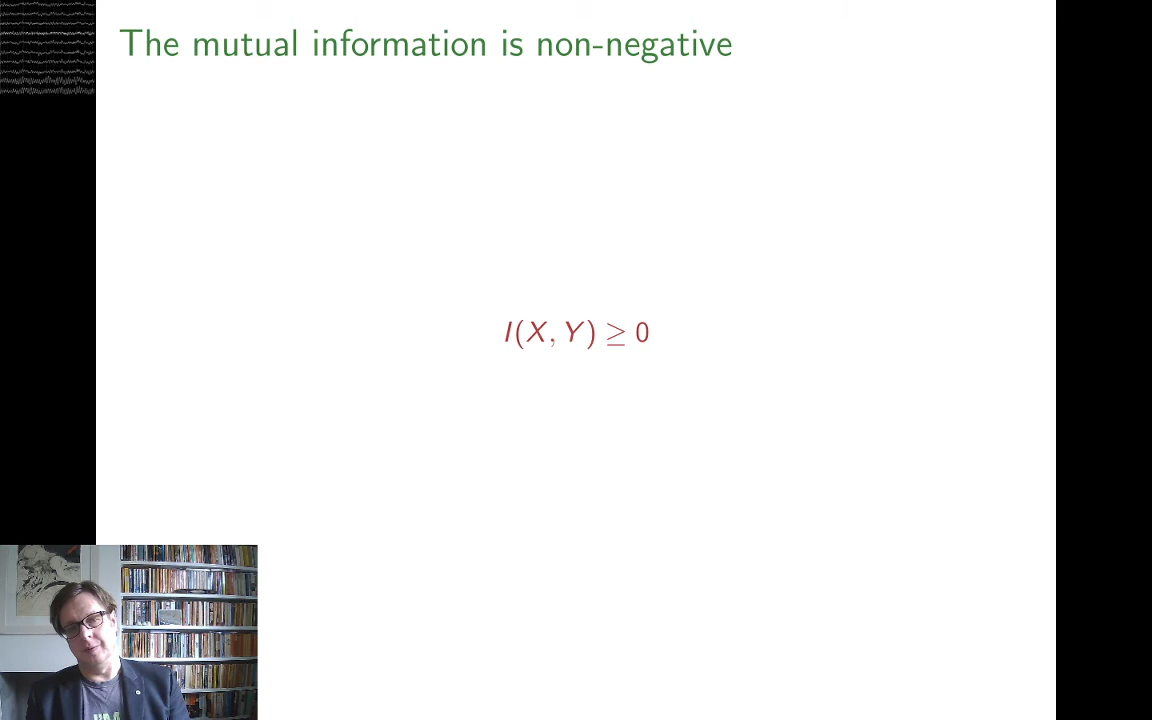 The mutual information is non-negative
I(X, Y) ≥ 0